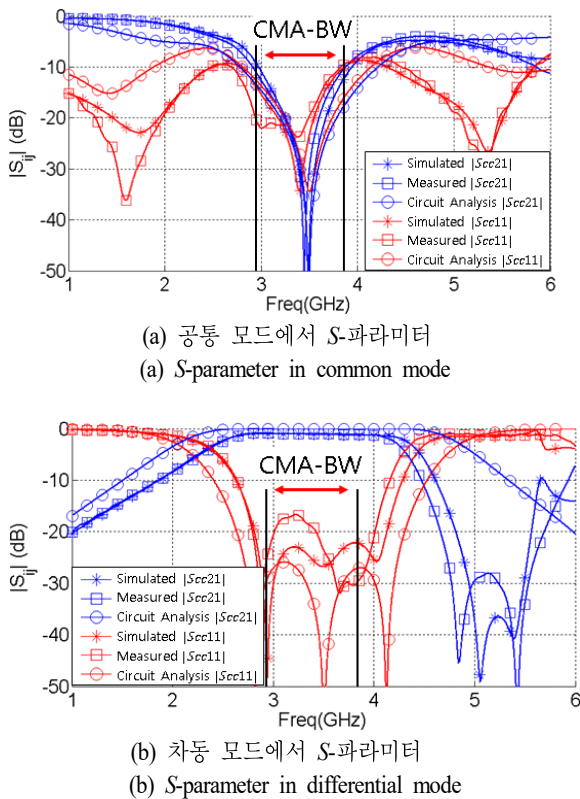 CMA-BW
0
-10
-20
-30
-40
-50
|Sij| (dB)
Simulated |Scc21|
Measured |Scc21|
Circuit Analysis |Scc21|
Simulated |Scc11|
Measured |Scc11|
Circuit Analysis |Scc11|
1 2 3 4 5 6
Freq(GHz)
(a) 공통 모드에서 S-파라미터
(a) S-parameter in common mode
0
-10
-20
-30
-40
-50
|Sij| (dB)
CMA-BW
Simulated |Scc21|
Measured |Scc21|
Circuit Analysis |Scc21|
Simulated |Scc11|
Measured |Scc11|
Circuit Analysis |Scc11|
1 2 3 4 5 6
Freq(GHz)
(b) 차동 모드에서 S-파라미터
(b) S-parameter in differential mode